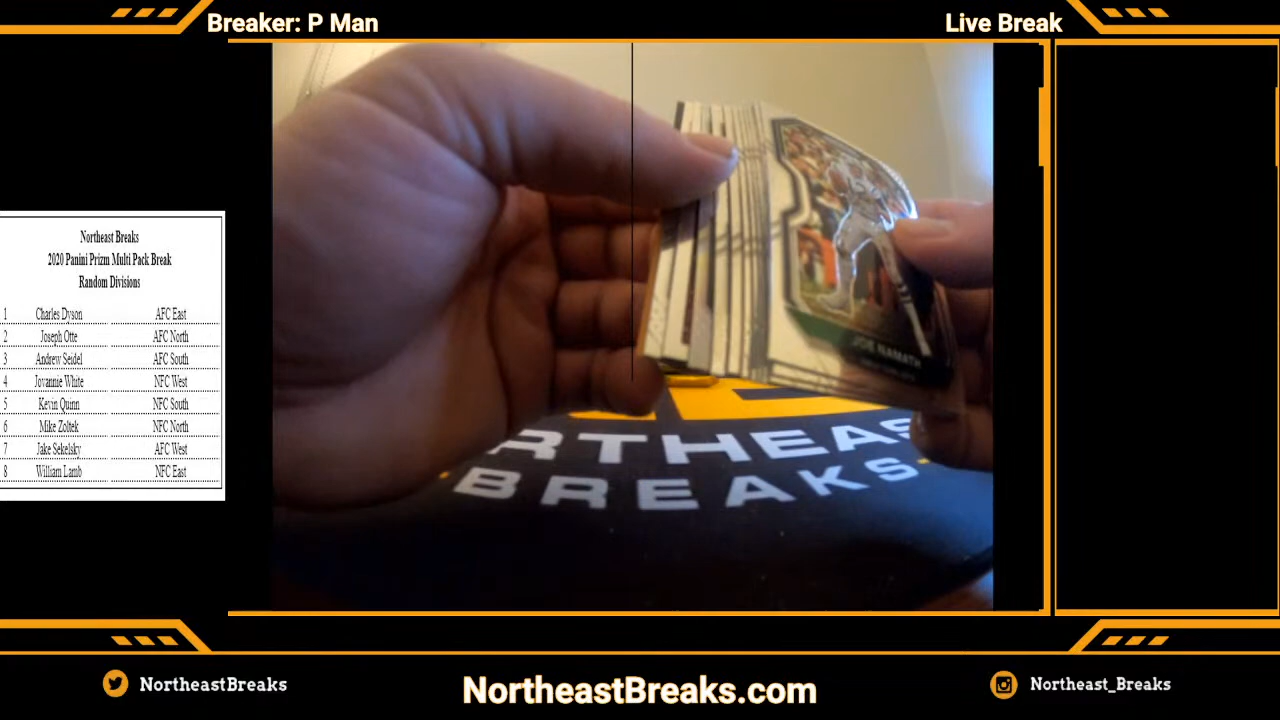 Breaker: P Man
Live Break
Northeast Breaks
2020 Panini Prizm Multi Pack Break
Random Divisions
1 Charles Dyson AFC East
2 Joseph Otte AFC North
3 Andrew Seidel AFC South
4 Jovannie White NFC West
5 Kevin Quinn NFC South
6 Mike Zoltek NFC North
7 Jake Sekelsky AFC West
8 William Lamb NFC East
JOE NAMATH
RTHEAS
BREAKS
NortheastBreaks
NortheastBreaks.com
Northeast_Breaks